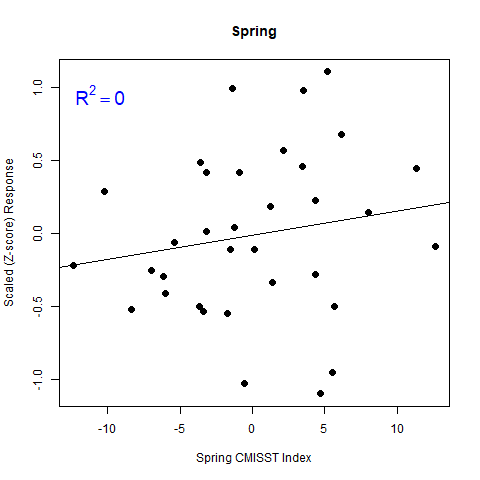 Spring
R² = 0
1.0
0.5
0.0
-0.5
-1.0
Scaled (Z-score) Response
-10 -5 0 5 10
Spring CMISST Index